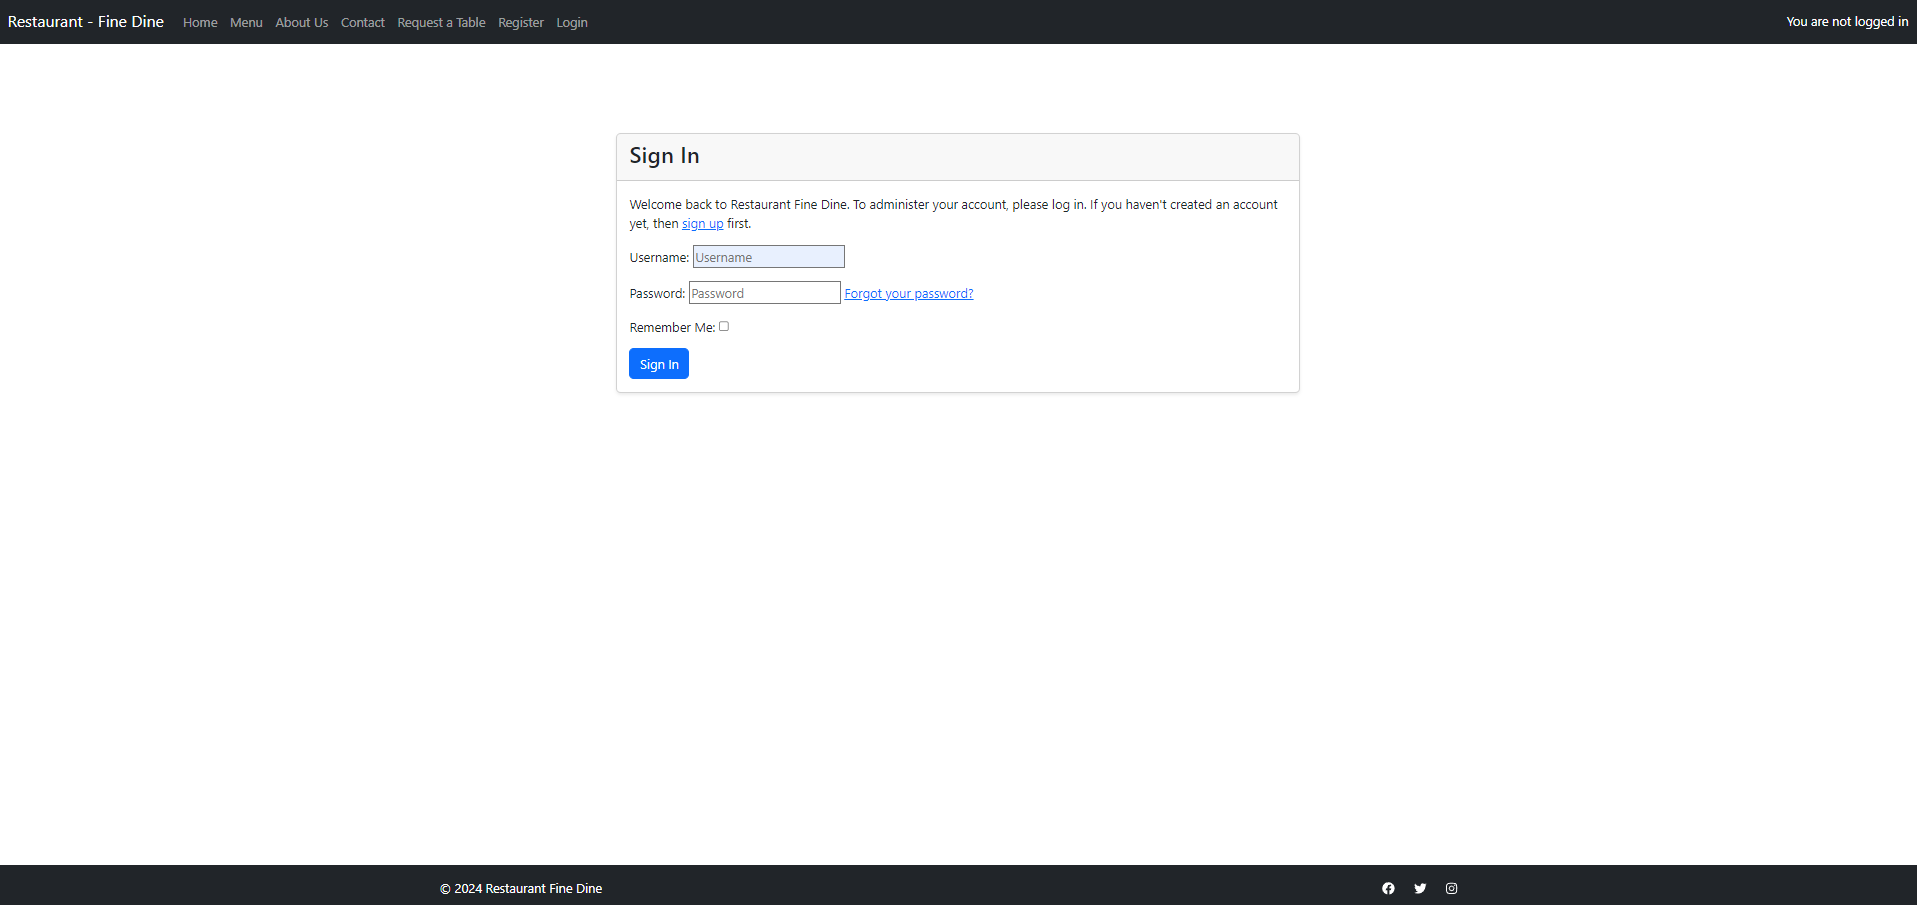 Restaurant - Fine Dine Home Menu About Us Contact Request a Table Register Login You are not logged in
Sign In
Welcome back to Restaurant Fine Dine. To administer your account, please log in. If you haven't created an account
yet, then sign up first.
Username: Username
Password: Password Forgot your password?
Remember Me:
Sign In
© 2024 Restaurant Fine Dine